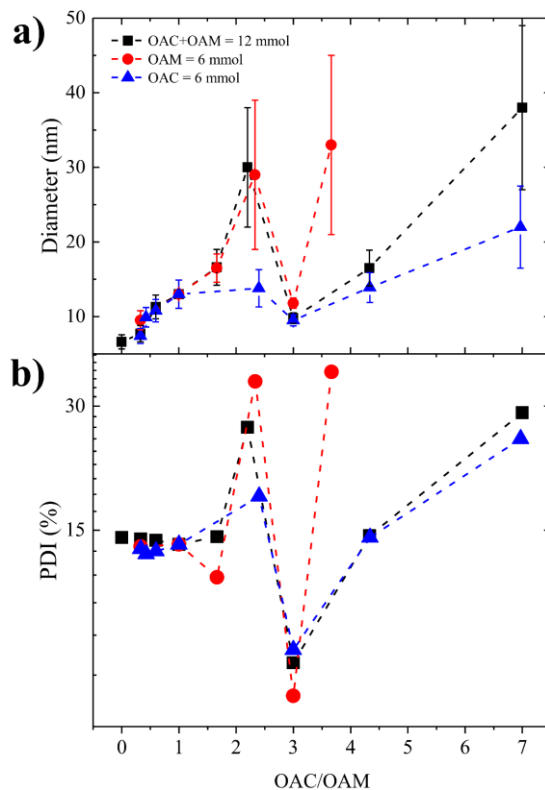 a)
OAC+OAM = 12 mmol
OAM = 6 mmol
OAC = 6 mmol
Diameter (nm)
50
40
30
20
10
b)
PDI (%)
30
15
0 1 2 3 4 5 6 7
OAC/OAM